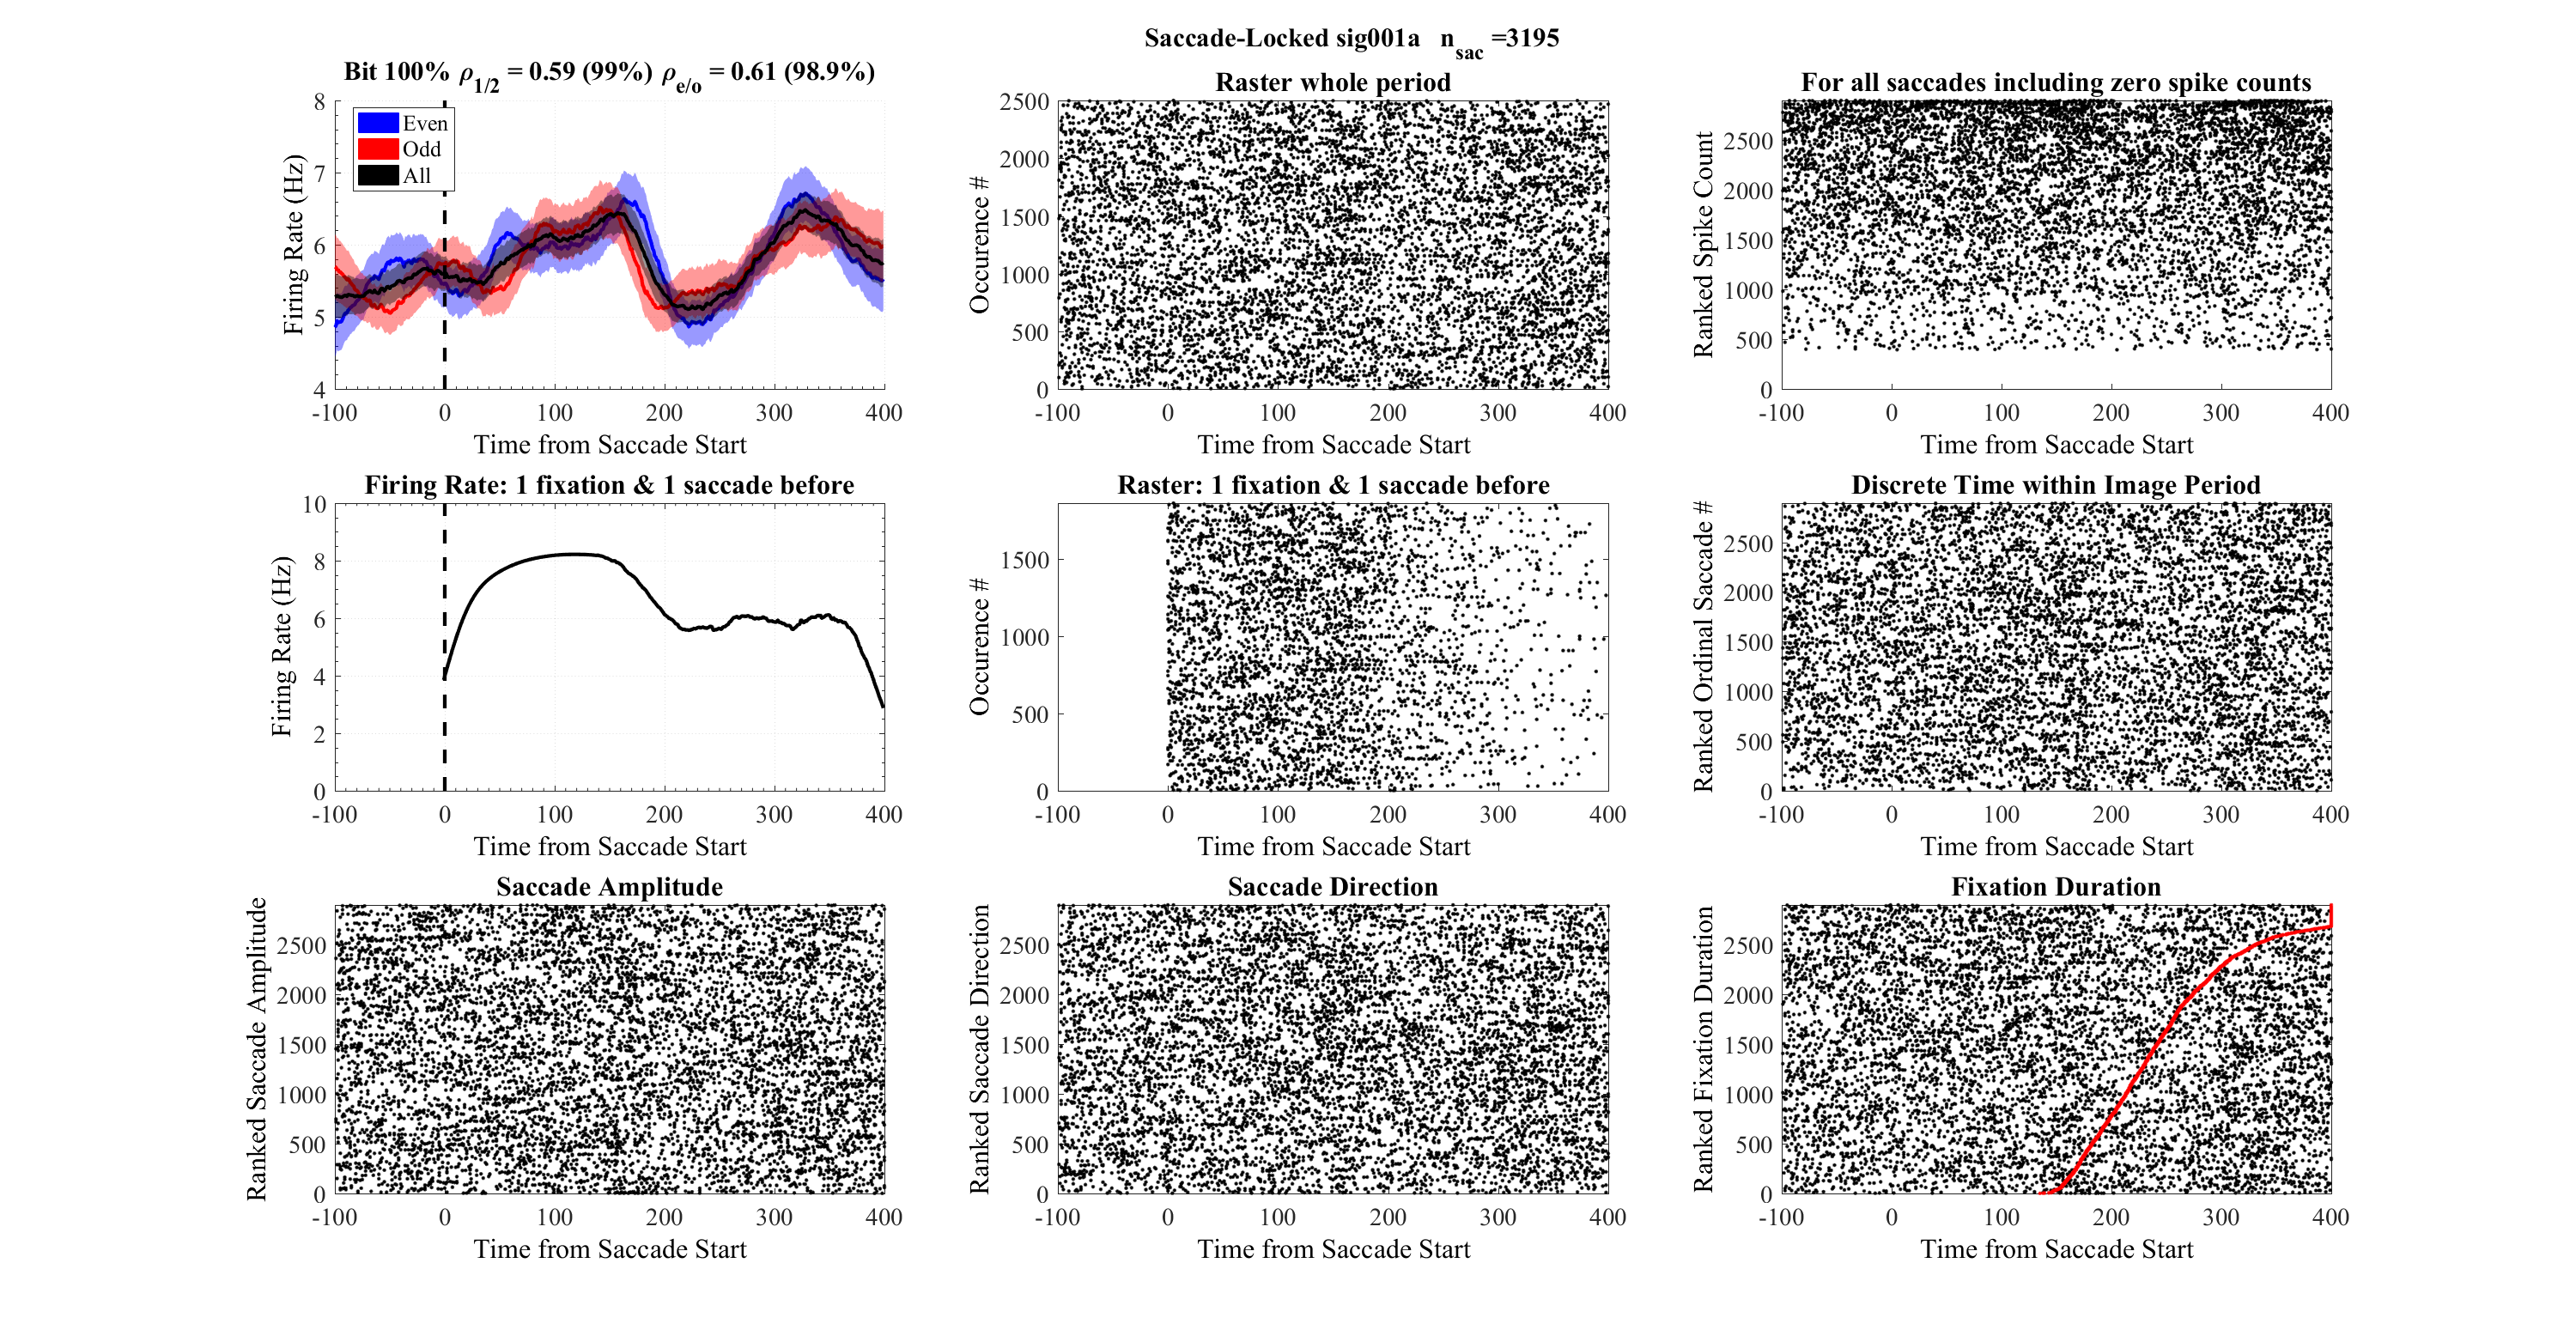 Saccade-Locked sig001a n_sac =3195
Bit 100% ρ_1/2 = 0.59 (99%) ρ_e/o = 0.61 (98.9%)
Firing Rate (Hz)
8
7
6
5
4
Even
Odd
All
-100 0 100 200 300 400
Time from Saccade Start
Raster whole period
Occurence #
2500
2000
1500
1000
500
0
-100 0 100 200 300 400
Time from Saccade Start
For all saccades including zero spike counts
Ranked Spike Count
2500
2000
1500
1000
500
0
-100 0 100 200 300 400
Time from Saccade Start
Firing Rate: 1 fixation & 1 saccade before
Firing Rate (Hz)
10
8
6
4
2
0
-100 0 100 200 300 400
Time from Saccade Start
Raster: 1 fixation & 1 saccade before
Occurence #
1500
1000
500
0
-100 0 100 200 300 400
Time from Saccade Start
Discrete Time within Image Period
Ranked Ordinal Saccade #
2500
2000
1500
1000
500
0
-100 0 100 200 300 400
Time from Saccade Start
Saccade Amplitude
Ranked Saccade Amplitude
2500
2000
1500
1000
500
0
-100 0 100 200 300 400
Time from Saccade Start
Saccade Direction
Ranked Saccade Direction
2500
2000
1500
1000
500
0
-100 0 100 200 300 400
Time from Saccade Start
Fixation Duration
Ranked Fixation Duration
2500
2000
1500
1000
500
0
-100 0 100 200 300 400
Time from Saccade Start